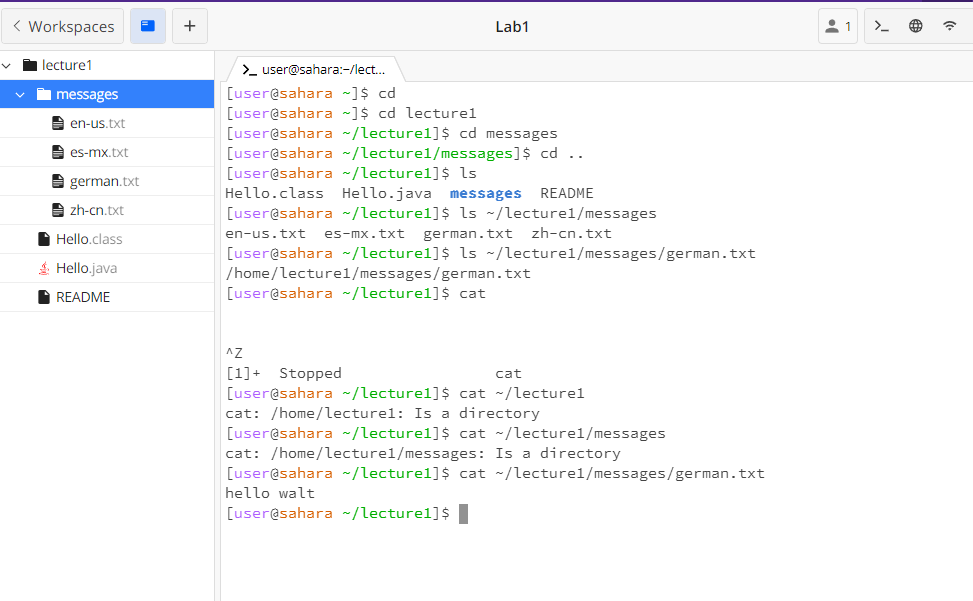 Workspaces
Lab1
1
lecture1
messages
en-us.txt
es-mx.txt
german.txt
zh-cn.txt
Hello.class
Hello.java
README
user@sahara:~/lect...
[user@sahara ~]$ cd
[user@sahara ~]$ cd lecture1
[user@sahara ~/lecture1]$ cd messages
[user@sahara ~/lecture1/messages]$ cd ..
[user@sahara ~/lecture1]$ ls
Hello.class  Hello.java  messages  README
[user@sahara ~/lecture1]$ ls ~/lecture1/messages
en-us.txt  es-mx.txt  german.txt  zh-cn.txt
[user@sahara ~/lecture1]$ ls ~/lecture1/messages/german.txt
/home/lecture1/messages/german.txt
[user@sahara ~/lecture1]$ cat
^Z
[1]+  Stopped                 cat
[user@sahara ~/lecture1]$ cat ~/lecture1
cat: /home/lecture1: Is a directory
[user@sahara ~/lecture1]$ cat ~/lecture1/messages
cat: /home/lecture1/messages: Is a directory
[user@sahara ~/lecture1]$ cat ~/lecture1/messages/german.txt
hello walt
[user@sahara ~/lecture1]$